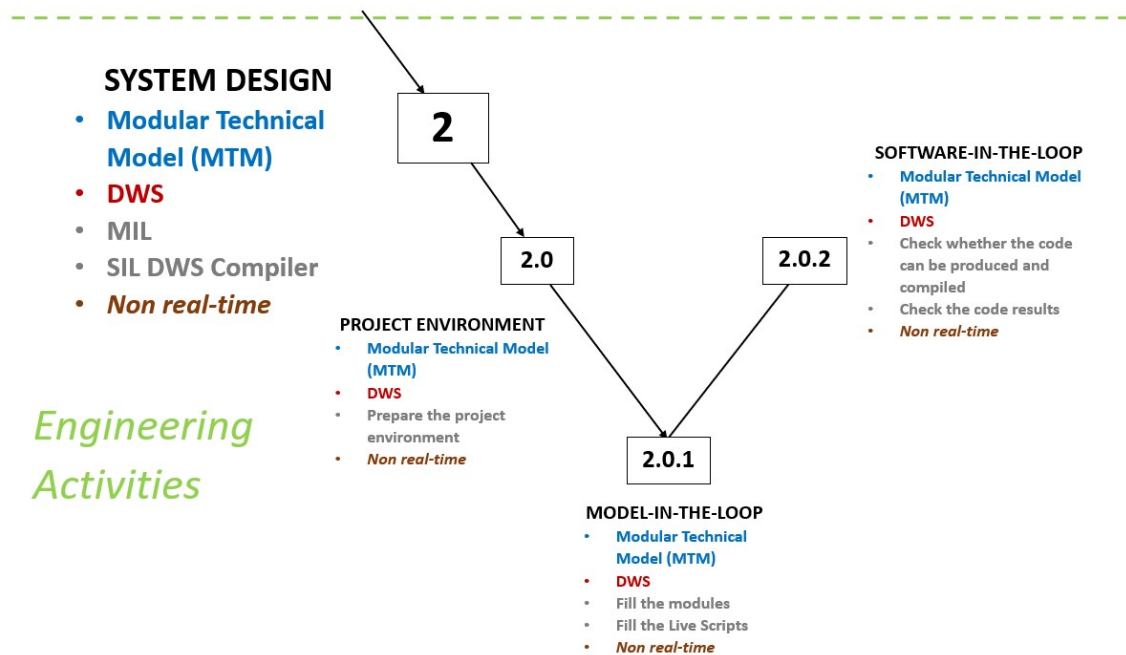 SYSTEM DESIGN
• Modular Technical
Model (MTM)
• DWS
• MIL
• SIL DWS Compiler
• Non real-time
Engineering
Activities
2
2.0
PROJECT ENVIRONMENT
• Modular Technical Model
(MTM)
• DWS
• Prepare the project
environment
• Non real-time
2.0.1
MODEL-IN-THE-LOOP
• Modular Technical
Model (MTM)
• DWS
• Fill the modules
• Fill the Live Scripts
• Non real-time
2.0.2
SOFTWARE-IN-THE-LOOP
• Modular Technical Model
(MTM)
• DWS
• Check whether the code
can be produced and
compiled
• Check the code results
• Non real-time